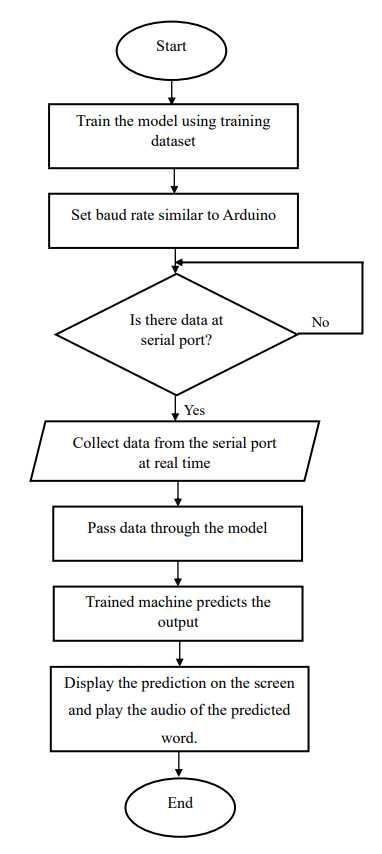 Start
Train the model using training
dataset
Set baud rate similar to Arduino
Is there data at
serial port?
No
Yes
Collect data from the serial port
at real time
Pass data through the model
Trained machine predicts the
output
Display the prediction on the screen
and play the audio of the predicted
word.
End